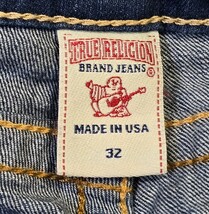 TRUE RELIGION
BRAND JEANS
®
MADE IN USA
32